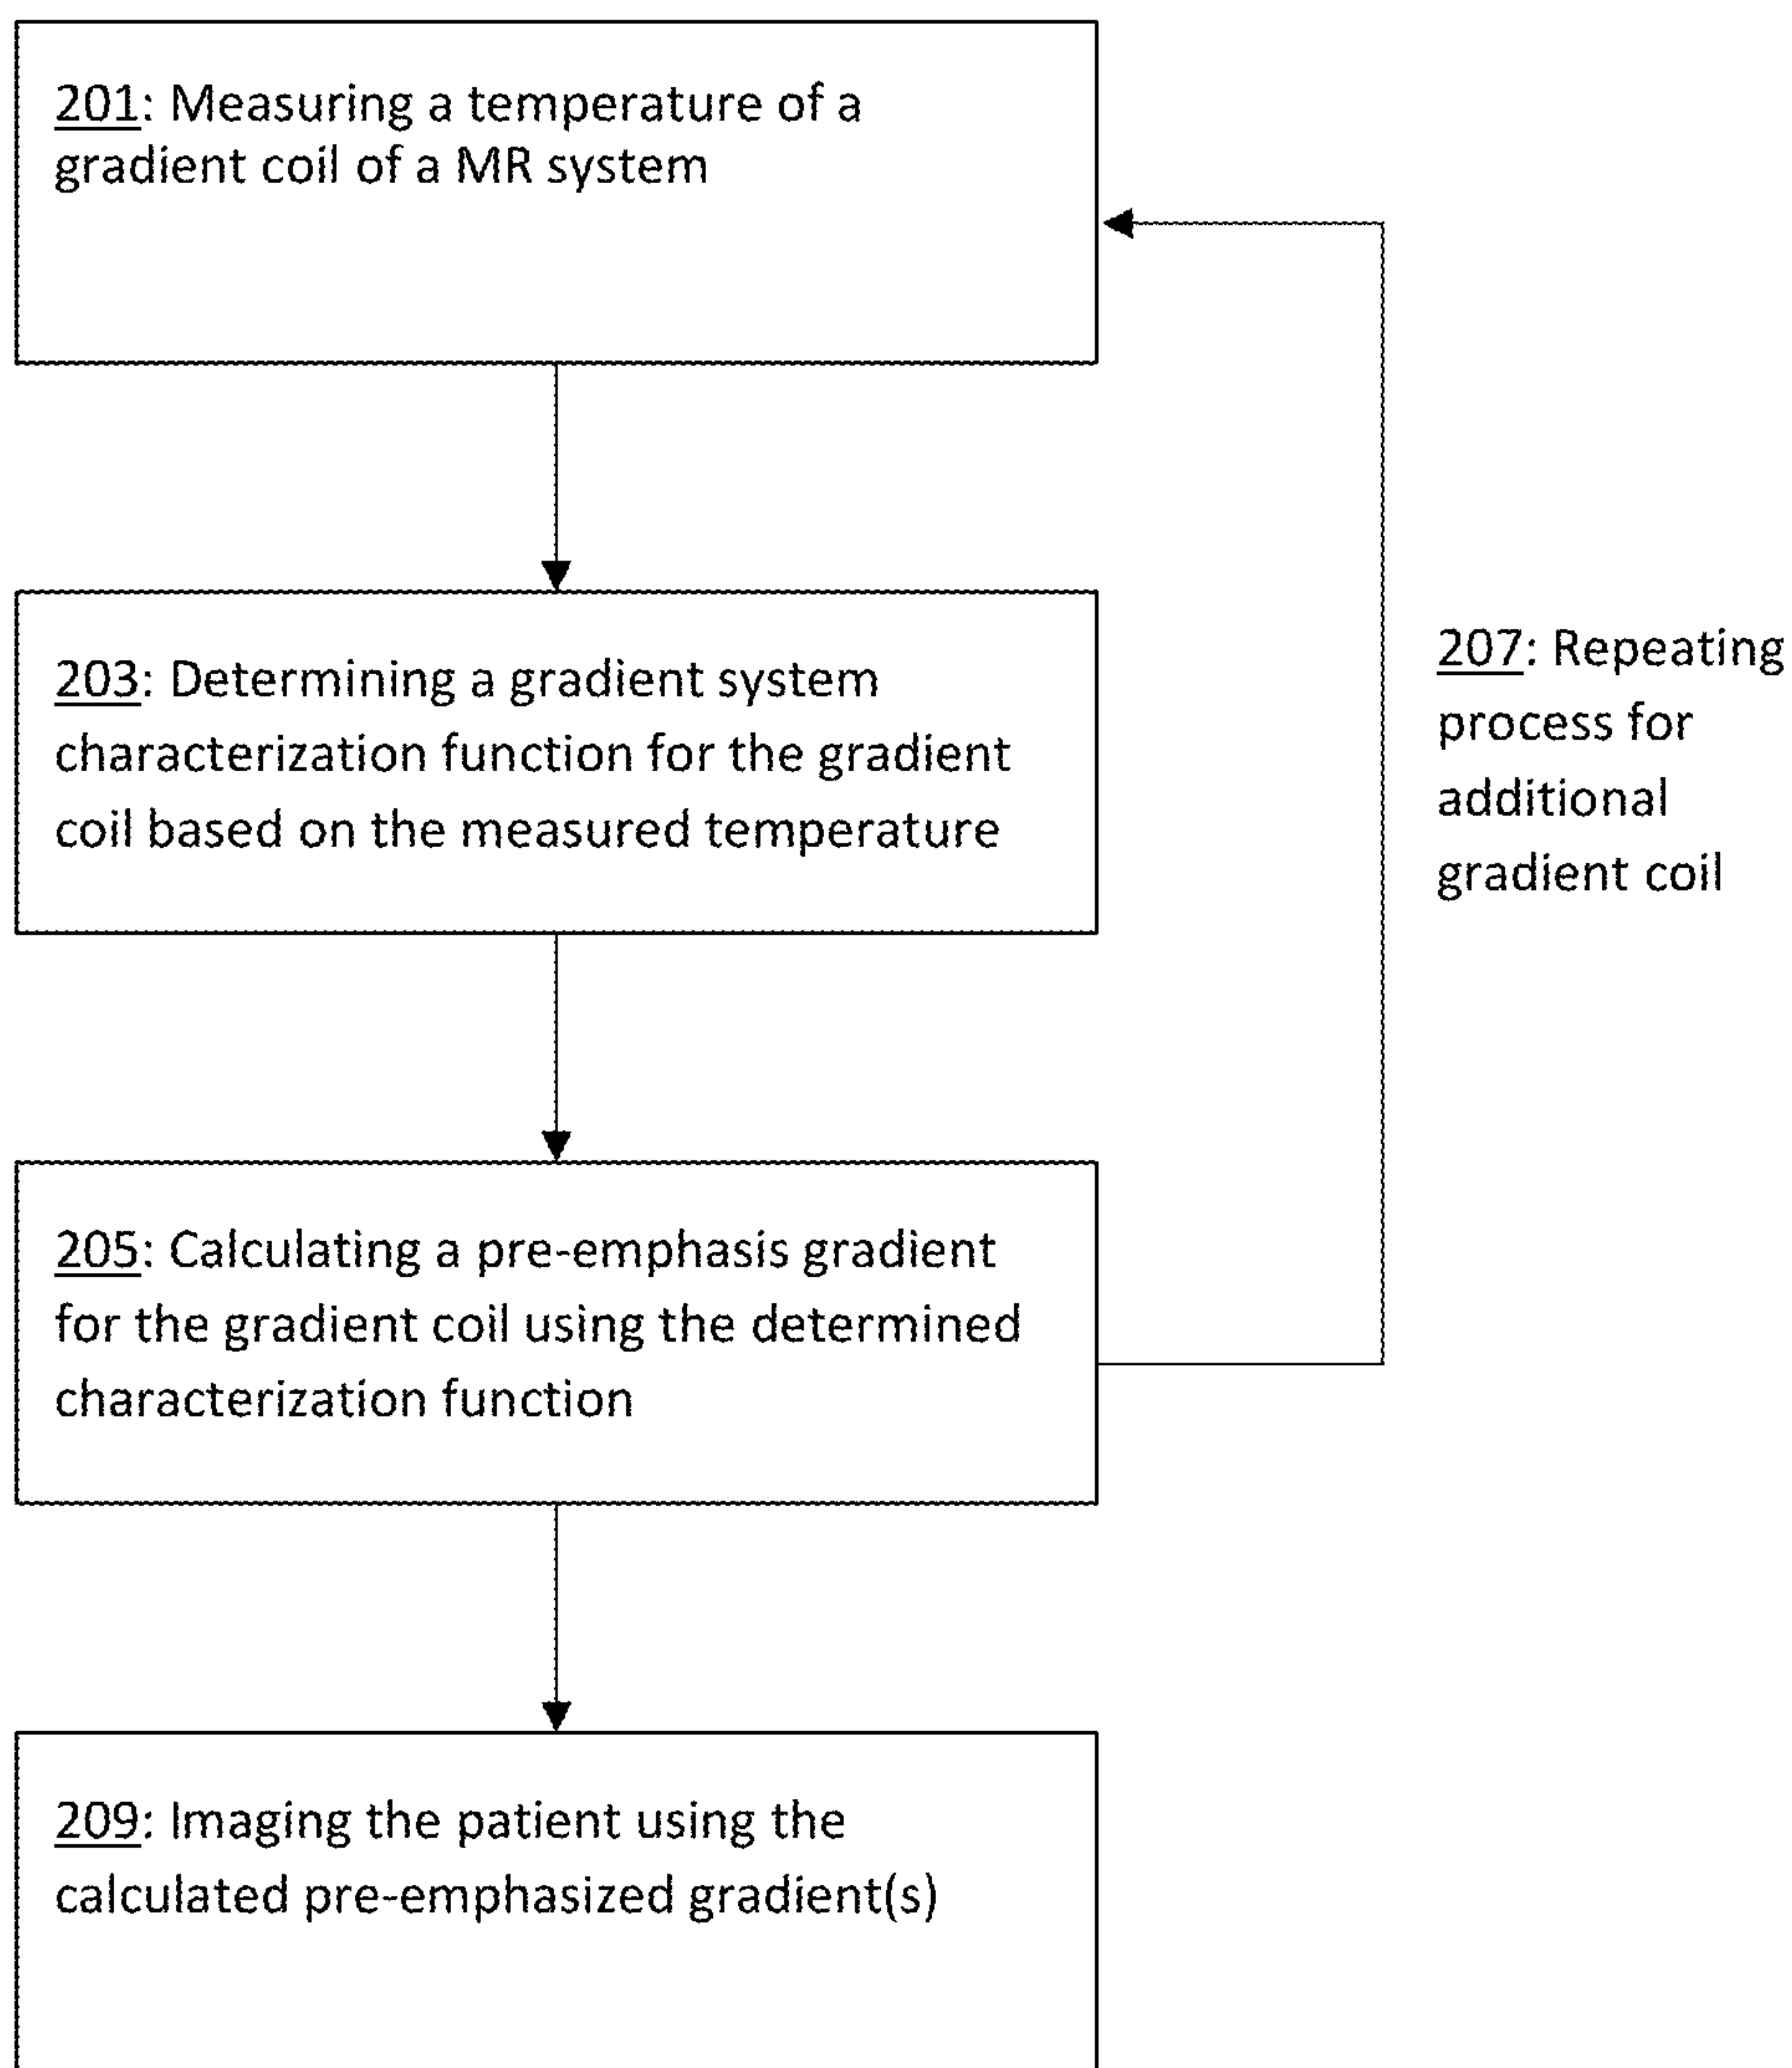 201: Measuring a temperature of a
gradient coil of a MR system
203: Determining a gradient system
characterization function for the gradient
coil based on the measured temperature
207: Repeating
process for
additional
gradient coil
205: Calculating a pre-emphasis gradient
for the gradient coil using the determined
characterization function
209: Imaging the patient using the
calculated pre-emphasized gradient(s)